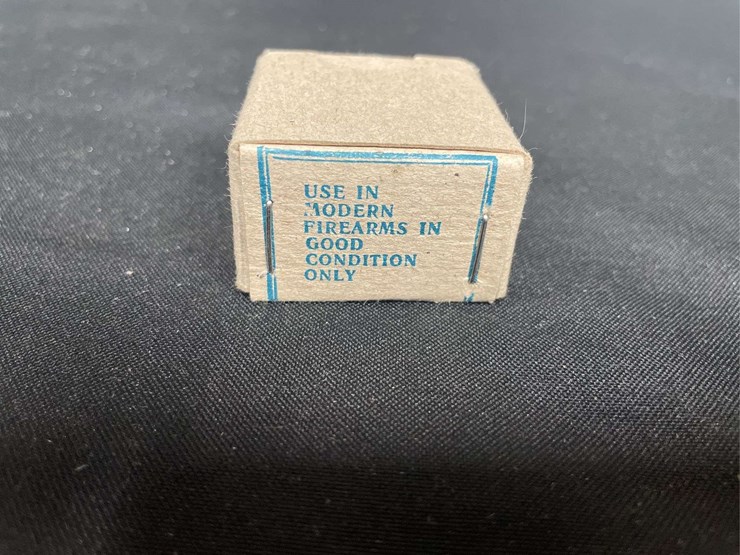 USE IN
MODERN
FIREARMS IN
GOOD
CONDITION
ONLY